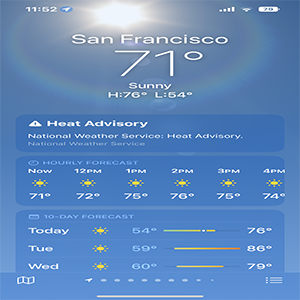 11:52 79
San Francisco
71°
Sunny
H:76° L:54°
Heat Advisory
National Weather Service: Heat Advisory.
National Weather Service
HOURLY FORECAST
Now 12PM 1PM 2PM 3PM 4PM
71° 72° 75° 76° 75° 74°
10-DAY FORECAST
Today 54° 76°
Tue 59° 86°
Wed 60° 79°